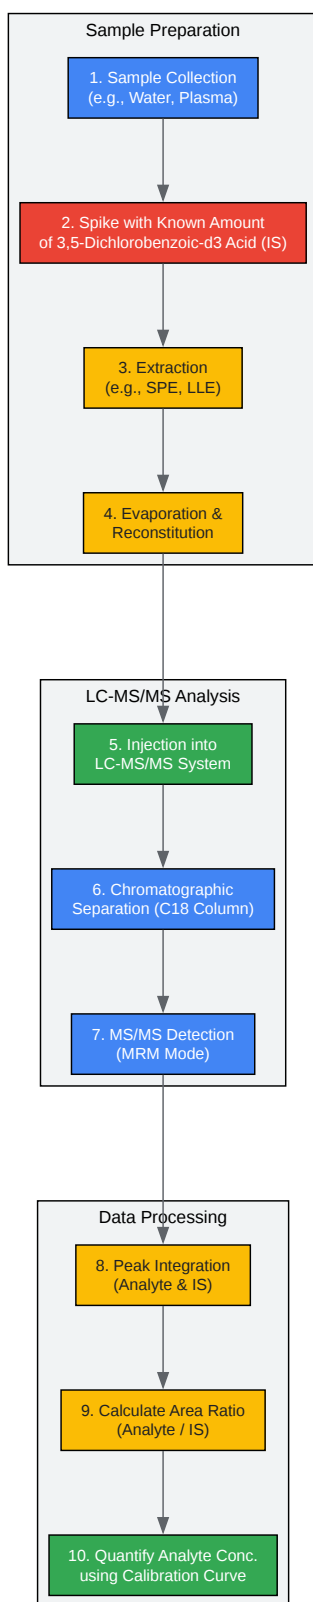 Sample Preparation
1. Sample Collection
(e.g., Water, Plasma)
2. Spike with Known Amount
of 3,5-Dichlorobenzoic-d3 Acid (IS)
3. Extraction
(e.g., SPE, LLE)
4. Evaporation &
Reconstitution
LC-MS/MS Analysis
5. Injection into
LC-MS/MS System
6. Chromatographic
Separation (C18 Column)
7. MS/MS Detection
(MRM Mode)
Data Processing
8. Peak Integration
(Analyte & IS)
9. Calculate Area Ratio
(Analyte / IS)
10. Quantify Analyte Conc.
using Calibration Curve